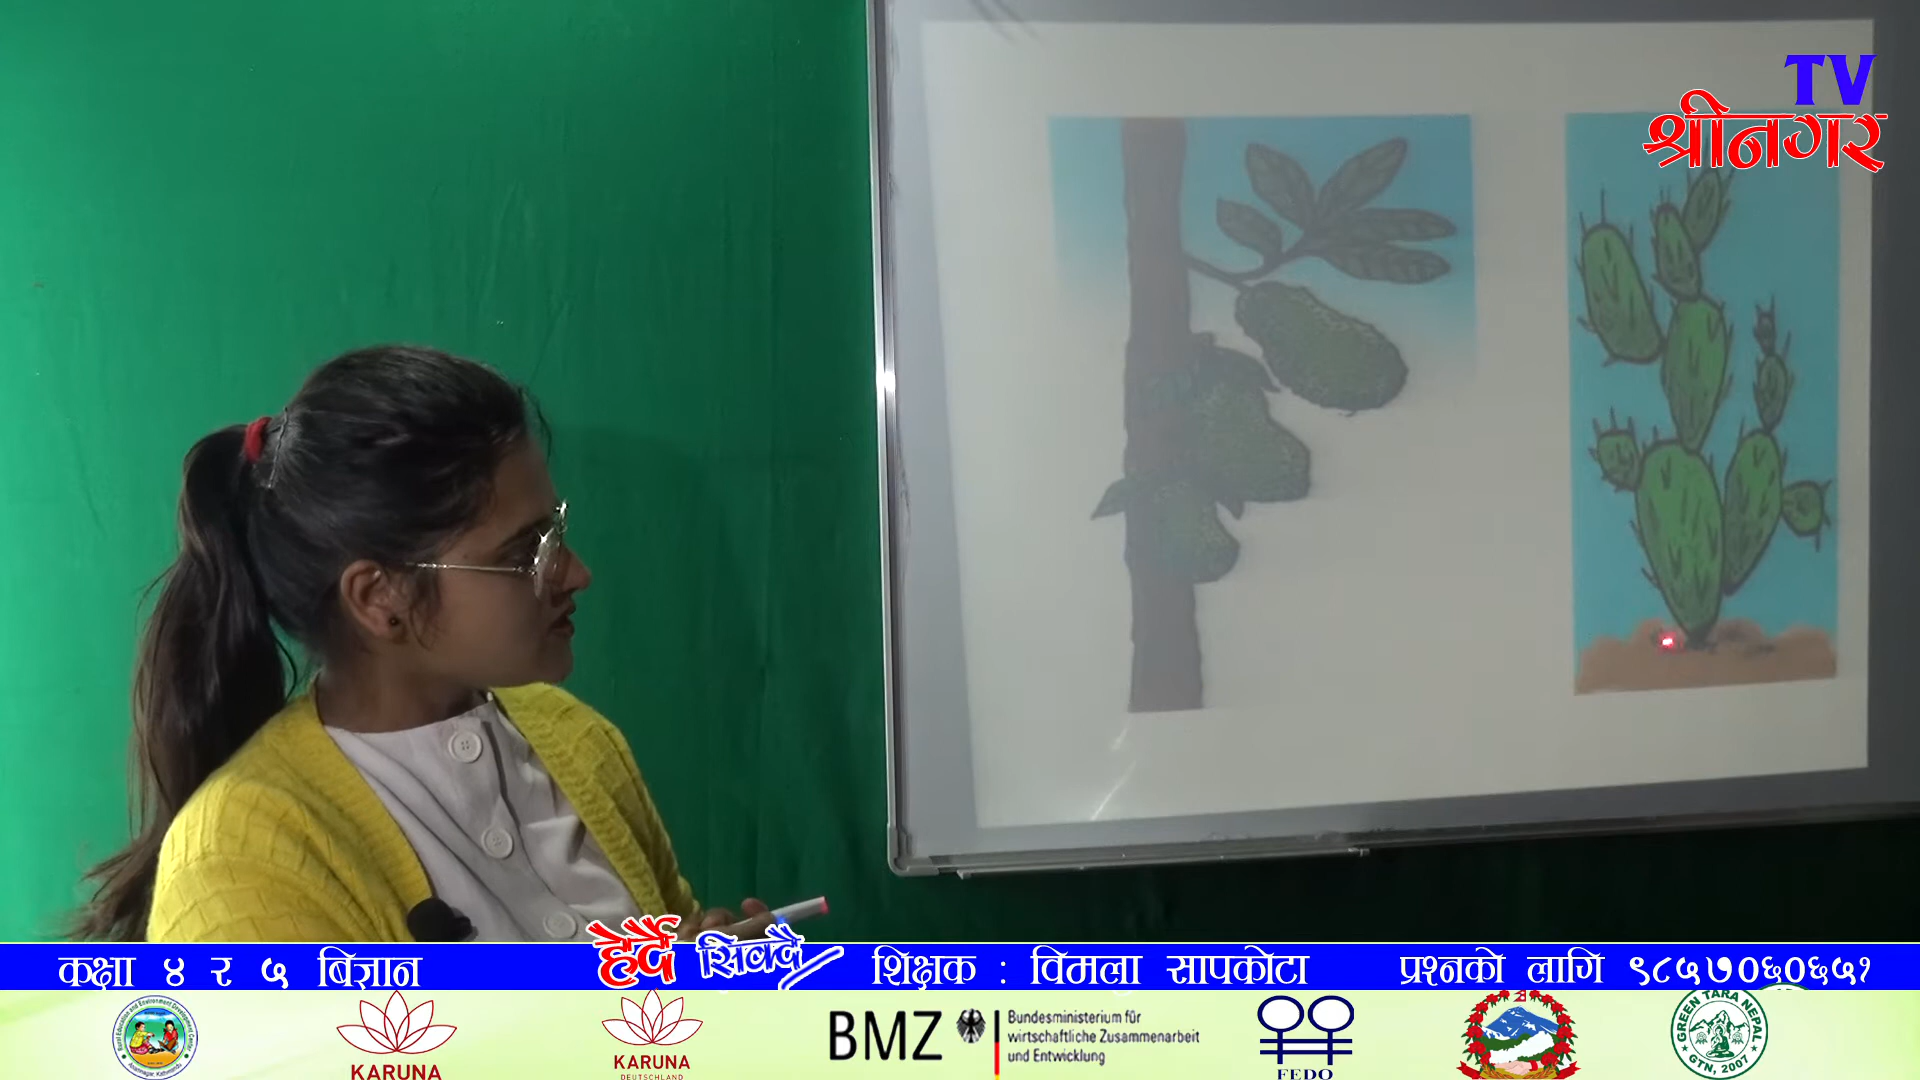 TV
श्रीनगर
कक्षा ४ र ५ बिज्ञान
हेर्दै सिक्दै
शिक्षक : विमला सापकोटा
प्रश्नको लागि ९८५७०६०६५१
KARUNA
KARUNA
DEUTSCHLAND
BMZ
Bundesministerium für
wirtschaftliche Zusammenarbeit
und Entwicklung
FEDO
GREEN TARA NEPAL
GTN, 2007